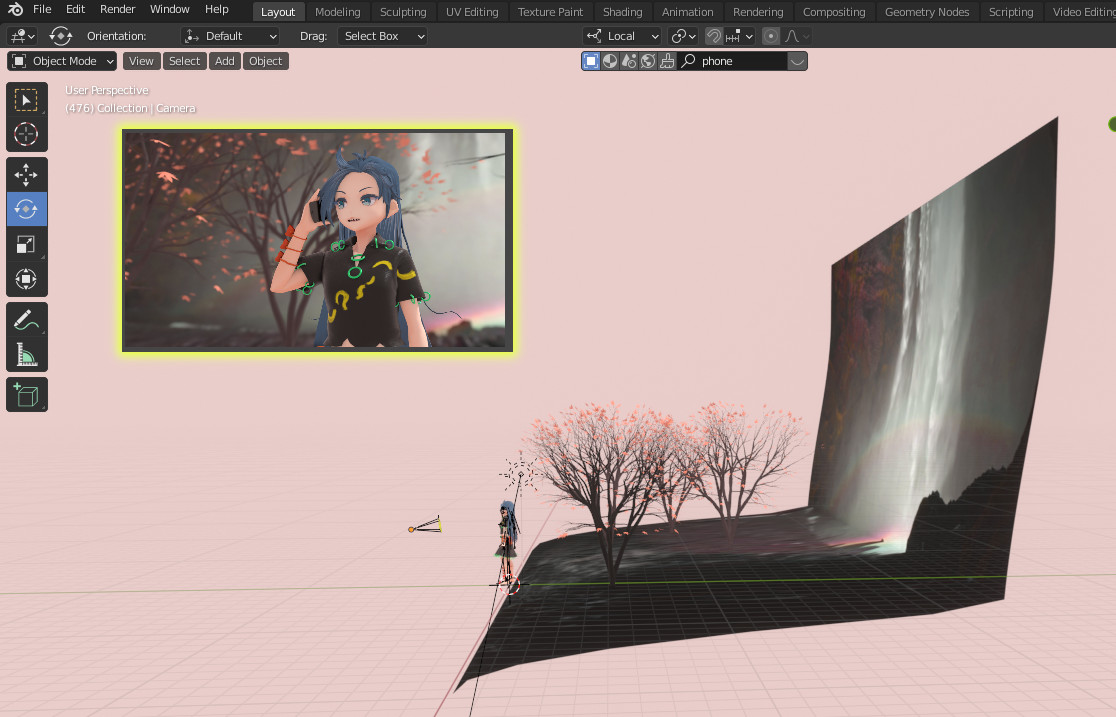 File Edit Render Window Help Layout Modeling Sculpting UV Editing Texture Paint Shading Animation Rendering Compositing Geometry Nodes Scripting Video Editing
Orientation: Default Drag: Select Box Local
Object Mode View Select Add Object phone
User Perspective
(476) Collection | Camera